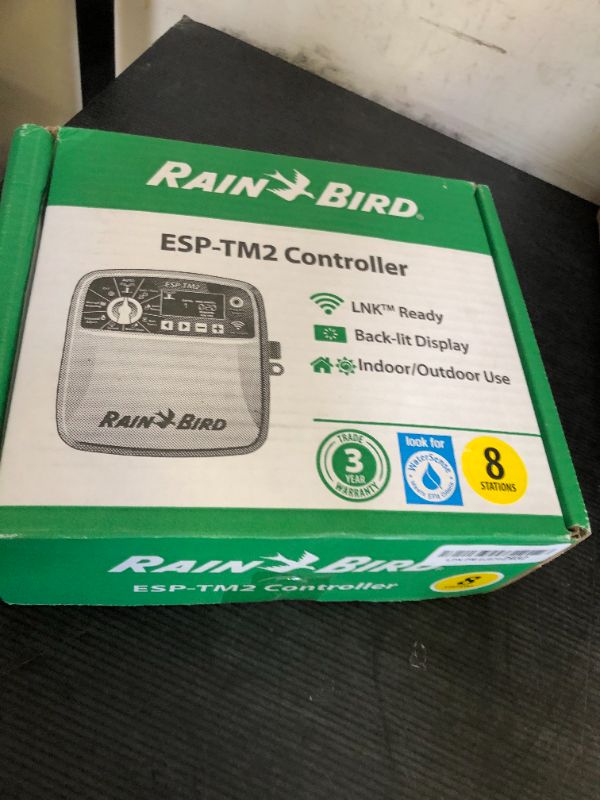 RAIN BIRD®
ESP-TM2 Controller
ESP-TM2
LNK™ Ready
Back-lit Display
Indoor/Outdoor Use
RAIN BIRD
TRADE
3
YEAR
WARRANTY
look for
WaterSense
8
STATIONS
RAIN BIRD
ESP-TM2 Controller
8